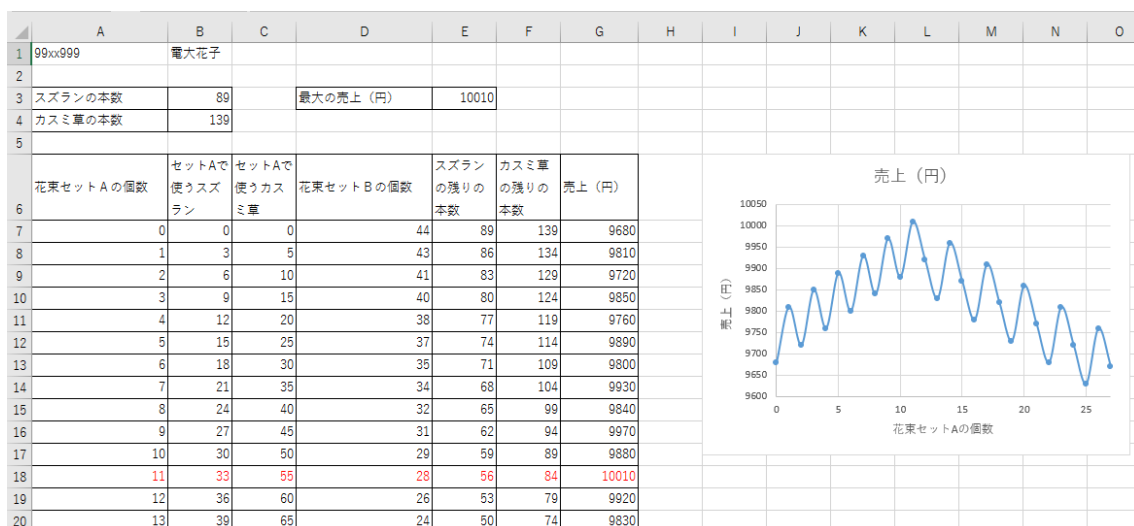 A B C D E F G H I J K L M N O
1 99xx999 電大花子
2
3 スズランの本数 89 最大の売上（円） 10010
4 カスミ草の本数 139
5
セットAで セットAで スズラン カスミ草
花束セットAの個数 使うスズ 使うカス 花束セットBの個数 の残りの の残りの 売上（円）
6 ラン ミ草 本数 本数
7 0 0 0 44 89 139 9680
8 1 3 5 43 86 134 9810
9 2 6 10 41 83 129 9720
10 3 9 15 40 80 124 9850
11 4 12 20 38 77 119 9760
12 5 15 25 37 74 114 9890
13 6 18 30 35 71 109 9800
14 7 21 35 34 68 104 9930
15 8 24 40 32 65 99 9840
16 9 27 45 31 62 94 9970
17 10 30 50 29 59 89 9880
18 11 33 55 28 56 84 10010
19 12 36 60 26 53 79 9920
20 13 39 65 24 50 74 9830
売上（円）
売上（円）
10050
10000
9950
9900
9850
9800
9750
9700
9650
9600
0 5 10 15 20 25
花束セットAの個数